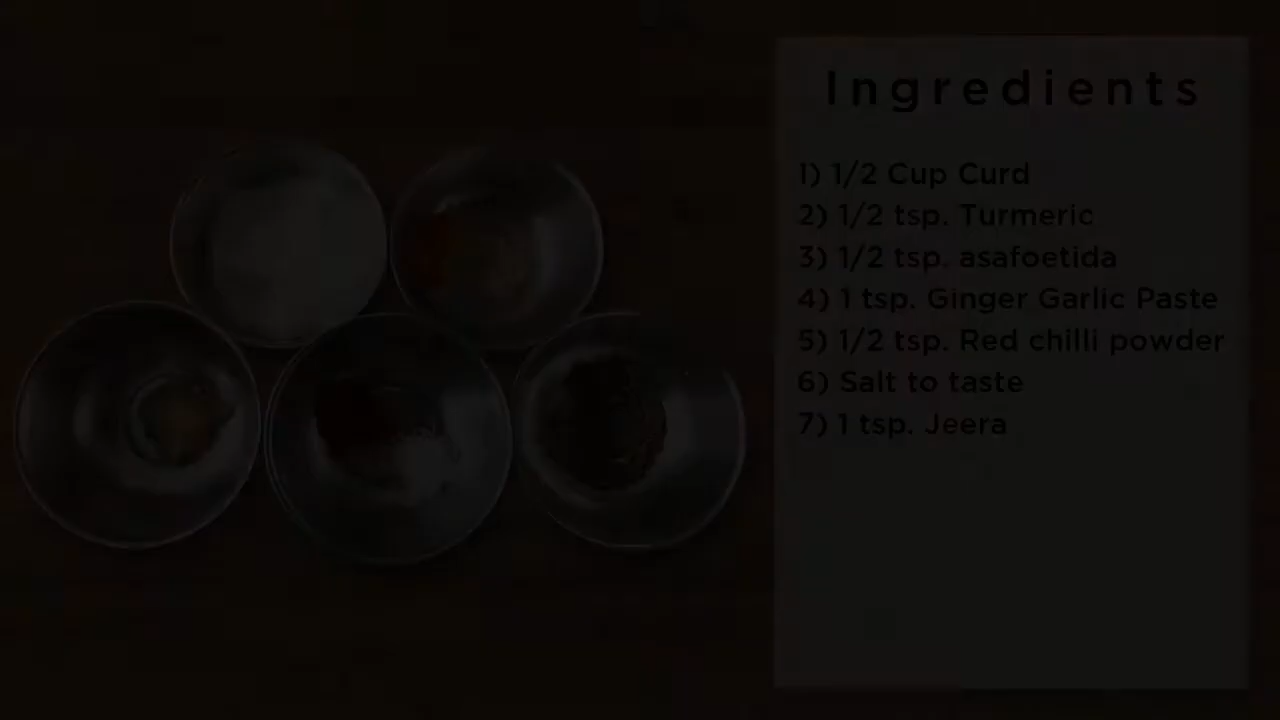 Ingredients
1) 1/2 Cup Curd
2) 1/2 tsp. Turmeric
3) 1/2 tsp. asafoetida
4) 1 tsp. Ginger Garlic Paste
5) 1/2 tsp. Red chilli powder
6) Salt to taste
7) 1 tsp. Jeera